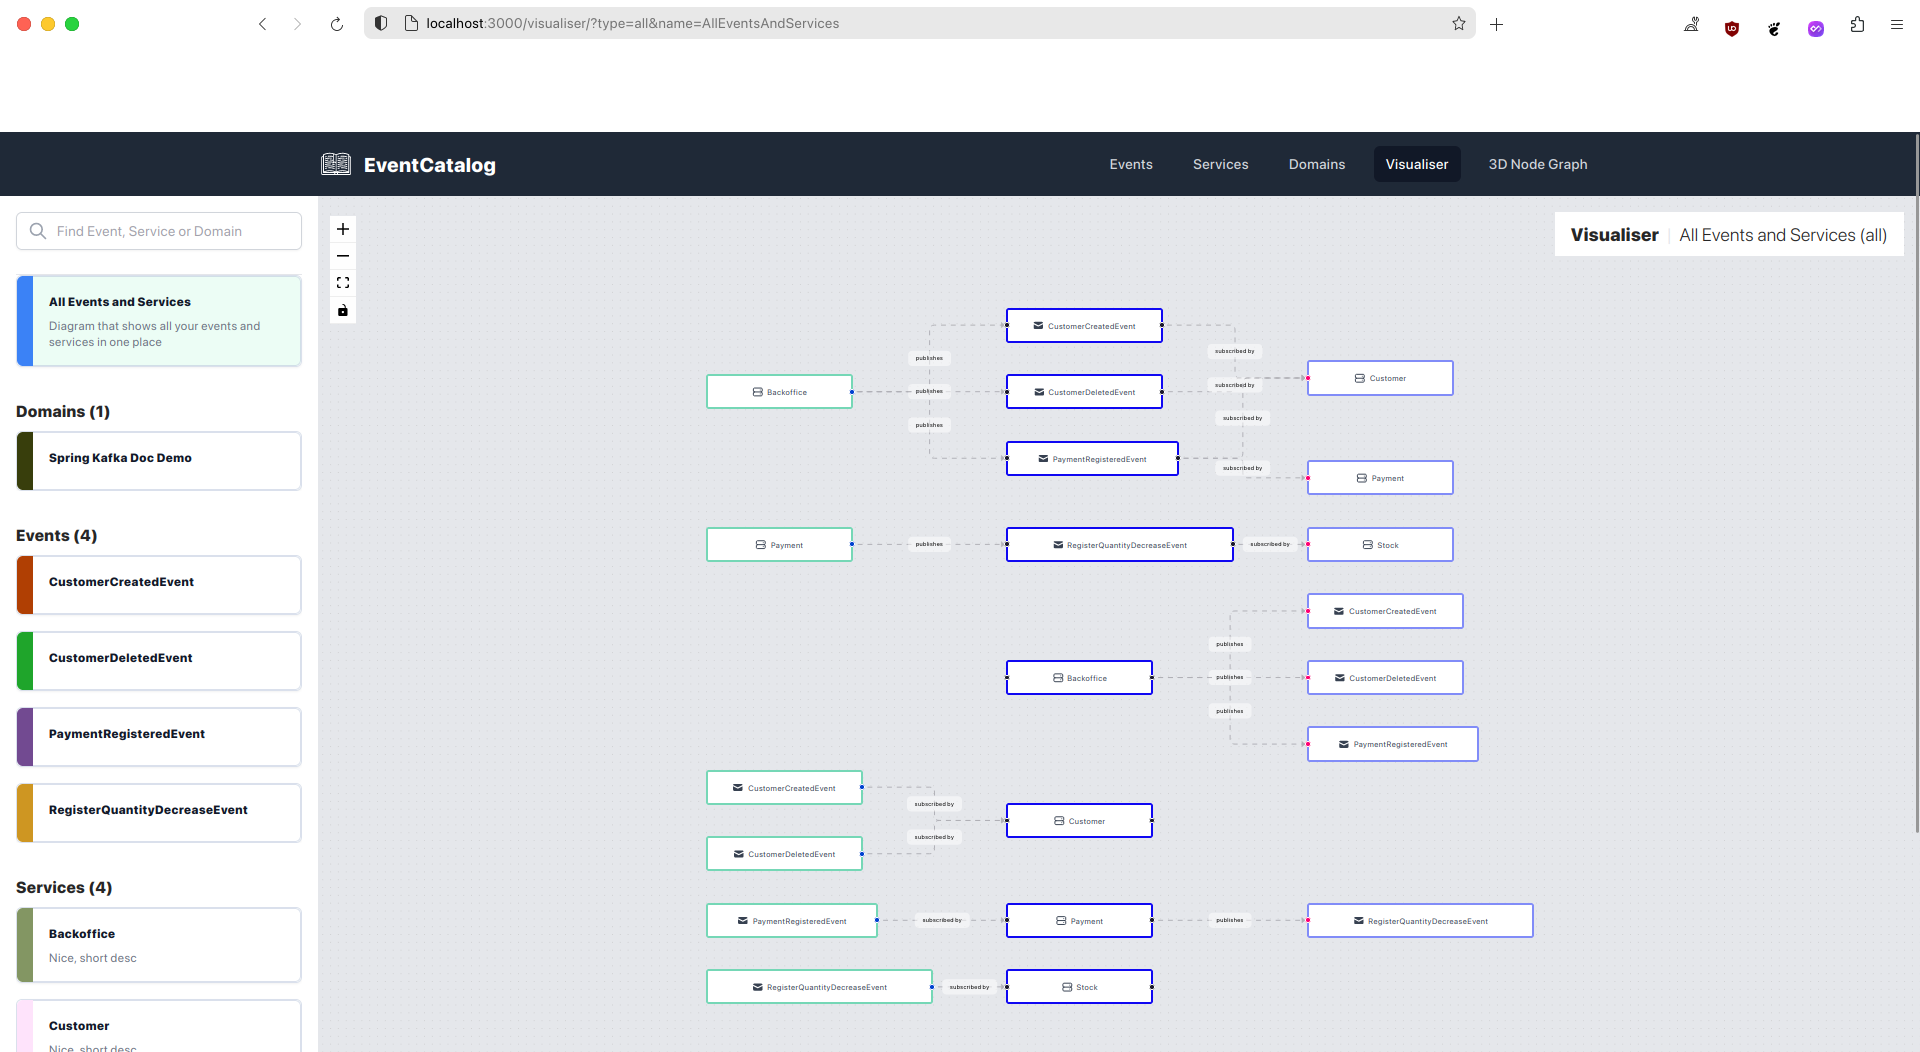 localhost:3000/visualiser/?type=all&name=AllEventsAndServices
EventCatalog
Events
Services
Domains
Visualiser
3D Node Graph
Find Event, Service or Domain
All Events and Services
Diagram that shows all your events and
services in one place
Domains (1)
Spring Kafka Doc Demo
Events (4)
CustomerCreatedEvent
CustomerDeletedEvent
PaymentRegisteredEvent
RegisterQuantityDecreaseEvent
Services (4)
Backoffice
Nice, short desc
Customer
Nice, short desc
Visualiser | All Events and Services (all)
CustomerCreatedEvent
subscribed by
publishes
Customer
Backoffice
publishes
CustomerDeletedEvent
subscribed by
subscribed by
publishes
PaymentRegisteredEvent
subscribed by
Payment
Payment
publishes
RegisterQuantityDecreaseEvent
subscribed by
Stock
CustomerCreatedEvent
publishes
Backoffice
publishes
CustomerDeletedEvent
publishes
PaymentRegisteredEvent
CustomerCreatedEvent
subscribed by
Customer
subscribed by
CustomerDeletedEvent
PaymentRegisteredEvent
subscribed by
Payment
publishes
RegisterQuantityDecreaseEvent
RegisterQuantityDecreaseEvent
subscribed by
Stock